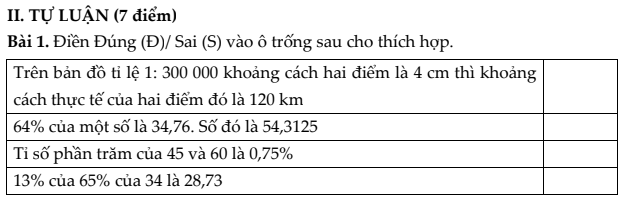 II. TỰ LUẬN (7 điểm)
Bài 1. Điền Đúng (Đ)/ Sai (S) vào ô trống sau cho thích hợp.
Trên bản đồ tỉ lệ 1: 300 000 khoảng cách hai điểm là 4 cm thì khoảng
cách thực tế của hai điểm đó là 120 km
64% của một số là 34,76. Số đó là 54,3125
Tỉ số phần trăm của 45 và 60 là 0,75%
13% của 65% của 34 là 28,73